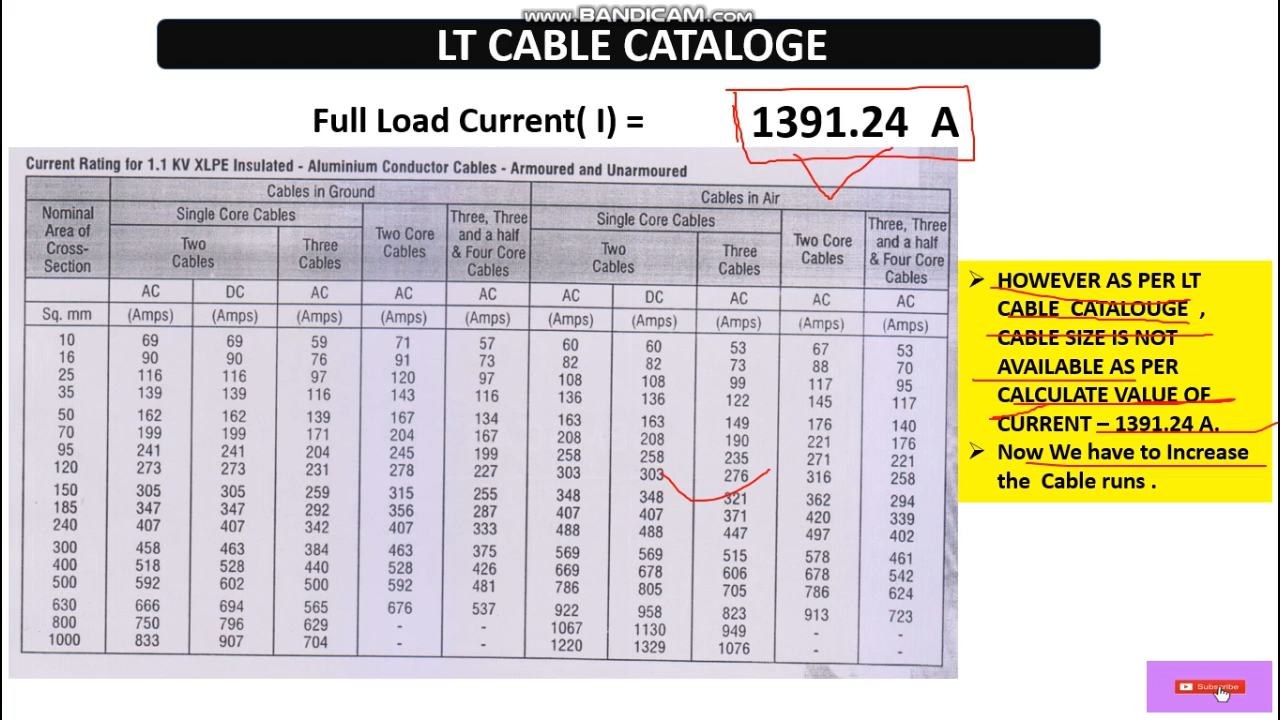 www.BANDICAM.com
LT CABLE CATALOGE
Full Load Current( I) = 1391.24 A
Current Rating for 1.1 KV XLPE Insulated - Aluminium Conductor Cables - Armoured and Unarmoured
Nominal Area of Cross-Section Cables in Ground Cables in Air
Single Core Cables Two Core Cables Three, Three and a half & Four Core Cables Single Core Cables Two Core Cables Three, Three and a half & Four Core Cables
Two Cables Three Cables Two Cables Three Cables
AC DC AC AC AC AC DC AC AC AC
Sq. mm (Amps) (Amps) (Amps) (Amps) (Amps) (Amps) (Amps) (Amps) (Amps) (Amps)
10 69 69 59 71 57 60 60 53 67 53
16 90 90 76 91 73 82 82 73 88 70
25 116 116 97 120 97 108 108 99 117 95
35 139 139 116 143 116 136 136 122 145 117
50 162 162 139 167 134 163 163 149 176 140
70 199 199 171 204 167 208 208 190 221 176
95 241 241 204 245 199 258 258 235 271 221
120 273 273 231 278 227 303 303 276 316 258
150 305 305 259 315 255 348 348 321 362 294
185 347 347 292 356 287 407 407 371 420 339
240 407 407 342 407 333 488 488 447 497 402
300 458 463 384 463 375 569 569 515 578 461
400 518 528 440 528 426 669 678 606 678 542
500 592 602 500 592 481 786 805 705 786 624
630 666 694 565 676 537 922 958 823 913 723
800 750 796 629 - - 1067 1130 949 - -
1000 833 907 704 - - 1220 1329 1076 - -
HOWEVER AS PER LT
CABLE CATALOUGE ,
CABLE SIZE IS NOT
AVAILABLE AS PER
CALCULATE VALUE OF
CURRENT – 1391.24 A.
Now We have to Increase
the Cable runs .
Subscribe